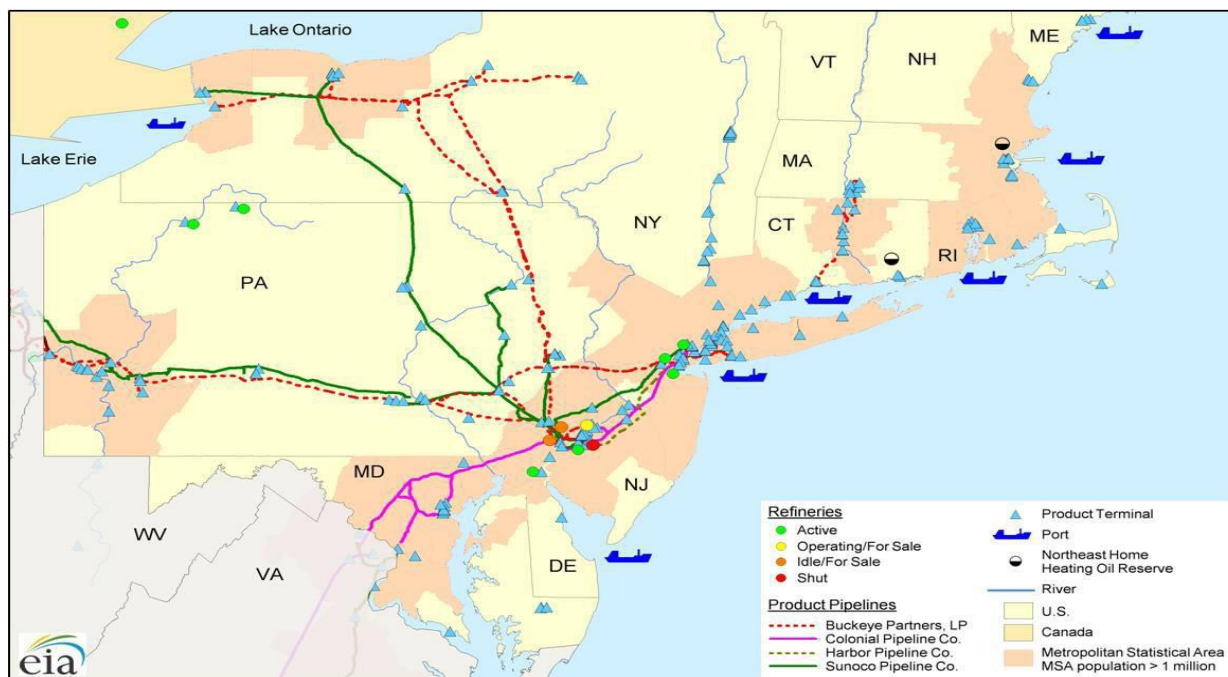 Lake Ontario
Lake Erie
ME
VT
NH
MA
NY
CT
RI
PA
MD
NJ
WV
VA
DE
Refineries
Active
Operating/For Sale
Idle/For Sale
Shut
Product Pipelines
Buckeye Partners, LP
Colonial Pipeline Co.
Harbor Pipeline Co.
Sunoco Pipeline Co.
Product Terminal
Port
Northeast Home
Heating Oil Reserve
River
U.S.
Canada
Metropolitan Statistical Area
MSA population > 1 million
eia